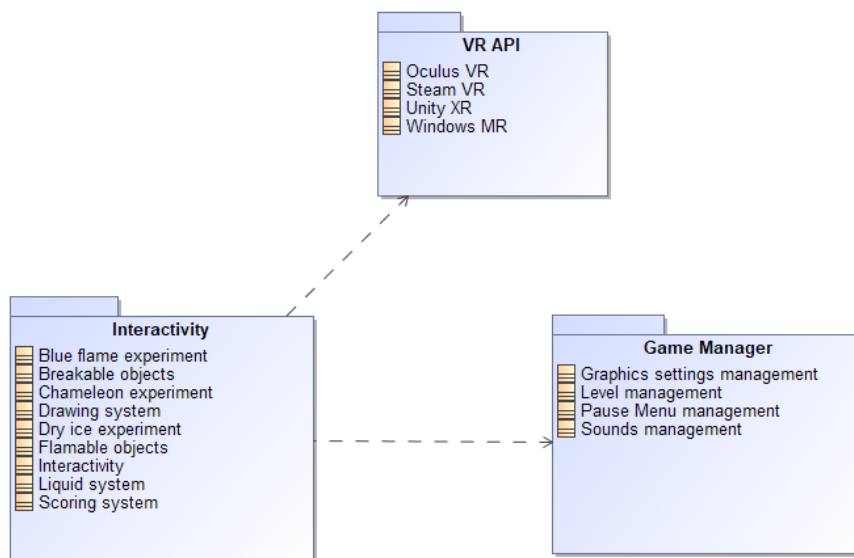 VR API
Oculus VR
Steam VR
Unity XR
Windows MR
Interactivity
Blue flame experiment
Breakable objects
Chameleon experiment
Drawing system
Dry ice experiment
Flamable objects
Interactivity
Liquid system
Scoring system
Game Manager
Graphics settings management
Level management
Pause Menu management
Sounds management